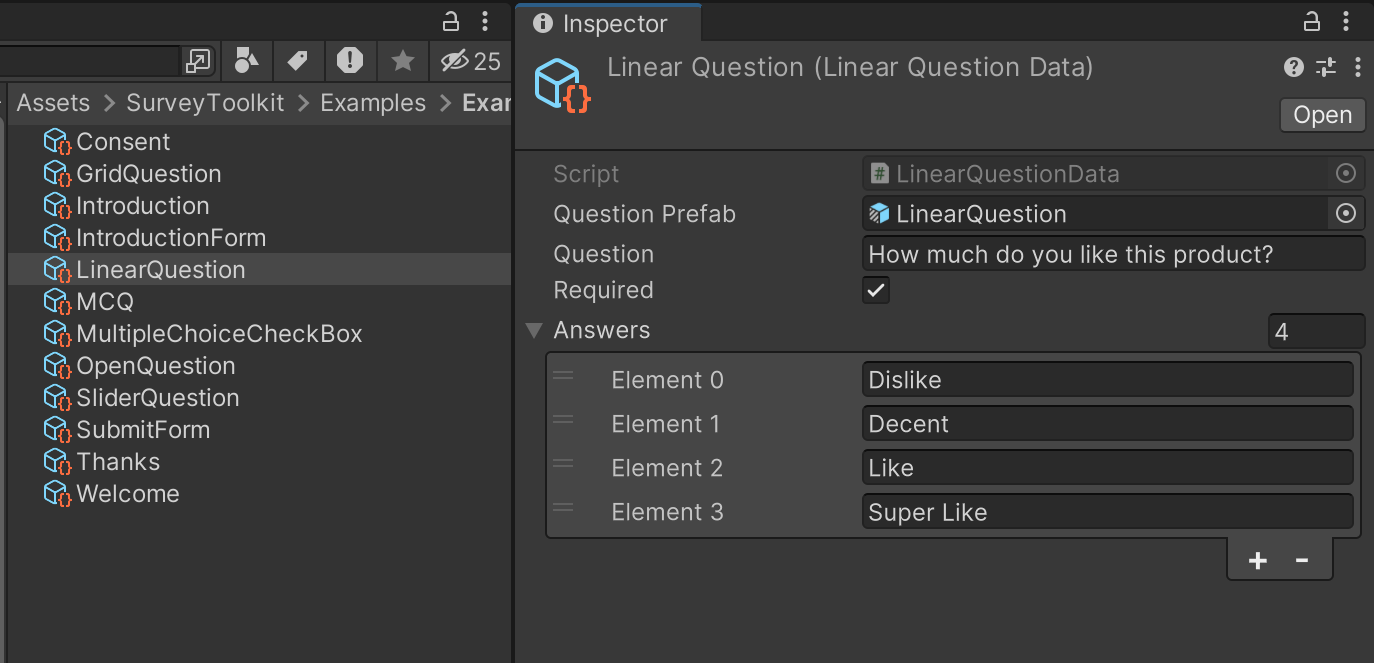 25
Assets > SurveyToolkit > Examples > Exar
Consent
GridQuestion
Introduction
IntroductionForm
LinearQuestion
MCQ
MultipleChoiceCheckBox
OpenQuestion
SliderQuestion
SubmitForm
Thanks
Welcome
Inspector
Linear Question (Linear Question Data)
Open
Script # LinearQuestionData
Question Prefab LinearQuestion
Question How much do you like this product?
Required
Answers 4
Element 0 Dislike
Element 1 Decent
Element 2 Like
Element 3 Super Like
+ -